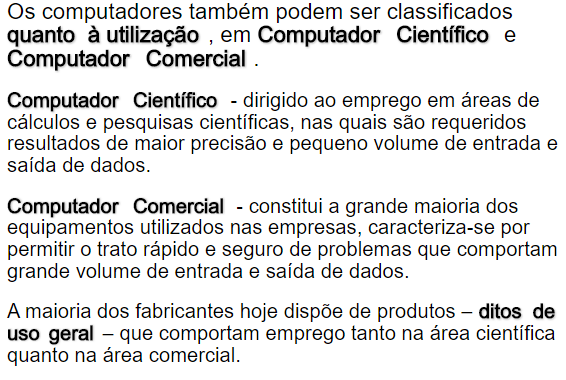 Os computadores também podem ser classificados
quanto à utilização , em Computador Científico e
Computador Comercial .
Computador Científico - dirigido ao emprego em áreas de
cálculos e pesquisas científicas, nas quais são requeridos
resultados de maior precisão e pequeno volume de entrada e
saída de dados.
Computador Comercial - constitui a grande maioria dos
equipamentos utilizados nas empresas, caracteriza-se por
permitir o trato rápido e seguro de problemas que comportam
grande volume de entrada e saída de dados.
A maioria dos fabricantes hoje dispõe de produtos – ditos de
uso geral – que comportam emprego tanto na área científica
quanto na área comercial.